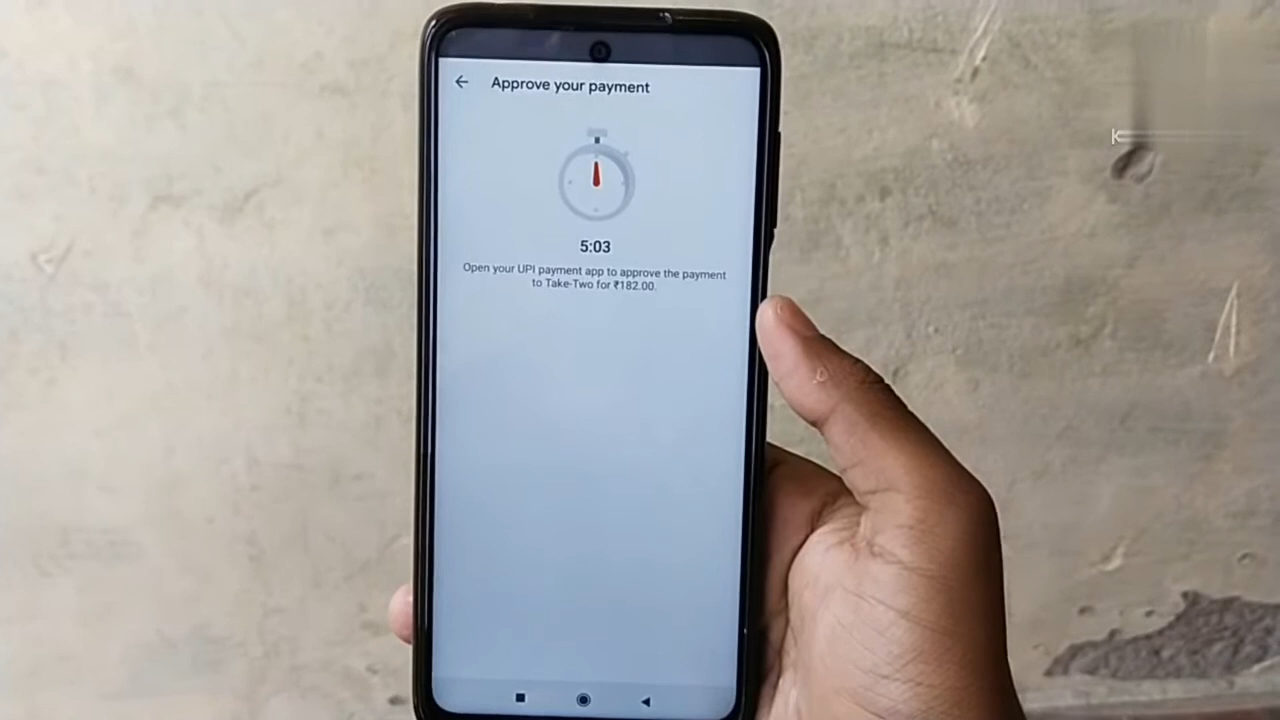 Approve your payment
5:03
Open your UPI payment app to approve the payment
to Take-Two for ₹182.00.